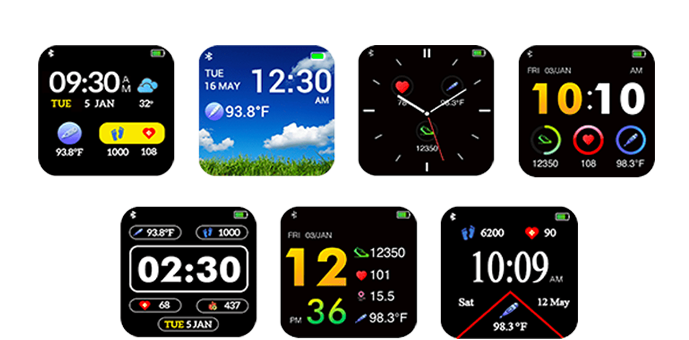 09:30 AM
TUE 5 JAN 32°
93.8°F 1000 108
TUE
16 MAY
12:30
AM
93.8°F
78 98.3°F
12350
FRI 03/JAN AM
10:10
12350 108 98.3°F
93.8°F 1000
02:30
68 437
TUE 5 JAN
FRI 03/JAN
12
PM 36
12350
101
15.5
98.3°F
6200 90
10:09 AM
Sat 12 May
98.3°F